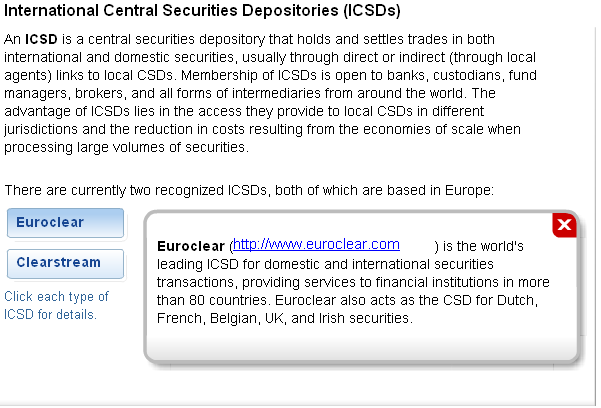 International Central Securities Depositories (ICSDs)
An ICSD is a central securities depository that holds and settles trades in both
international and domestic securities, usually through direct or indirect (through local
agents) links to local CSDs. Membership of ICSDs is open to banks, custodians, fund
managers, brokers, and all forms of intermediaries from around the world. The
advantage of ICSDs lies in the access they provide to local CSDs in different
jurisdictions and the reduction in costs resulting from the economies of scale when
processing large volumes of securities.
There are currently two recognized ICSDs, both of which are based in Europe:
Euroclear
Clearstream
Click each type of
ICSD for details.
X
Euroclear (http://www.euroclear.com ) is the world's
leading ICSD for domestic and international securities
transactions, providing services to financial institutions in more
than 80 countries. Euroclear also acts as the CSD for Dutch,
French, Belgian, UK, and Irish securities.